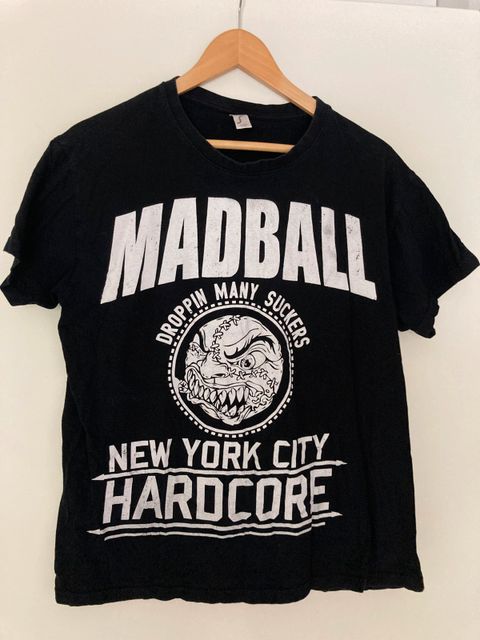 MADBALL
DROPPIN MANY SUCKERS
NEW YORK CITY
HARDCORE